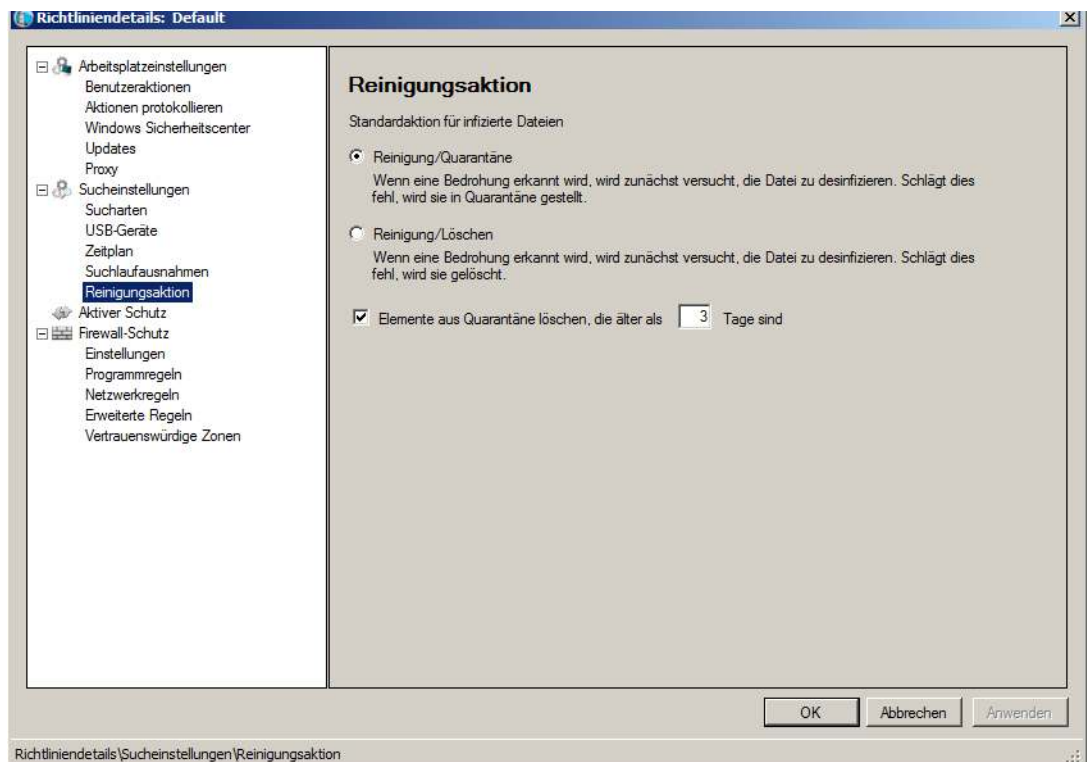 Richtliniendetails: Default
Arbeitsplatzeinstellungen
Benutzeraktionen
Aktionen protokollieren
Windows Sicherheitscenter
Updates
Proxy
Sucheinstellungen
Sucharten
USB-Geräte
Zeitplan
Suchlaufausnahmen
Reinigungsaktion
Aktiver Schutz
Firewall-Schutz
Einstellungen
Programmregeln
Netzwerkregeln
Erweiterte Regeln
Vertrauenswürdige Zonen
Reinigungsaktion
Standardaktion für infizierte Dateien
Reinigung/Quarantäne
Wenn eine Bedrohung erkannt wird, wird zunächst versucht, die Datei zu desinfizieren. Schlägt dies
fehl, wird sie in Quarantäne gestellt.
Reinigung/Löschen
Wenn eine Bedrohung erkannt wird, wird zunächst versucht, die Datei zu desinfizieren. Schlägt dies
fehl, wird sie gelöscht.
Elemente aus Quarantäne löschen, die älter als 3 Tage sind
OK Abbrechen Anwenden
Richtliniendetails\Sucheinstellungen\Reinigungsaktion